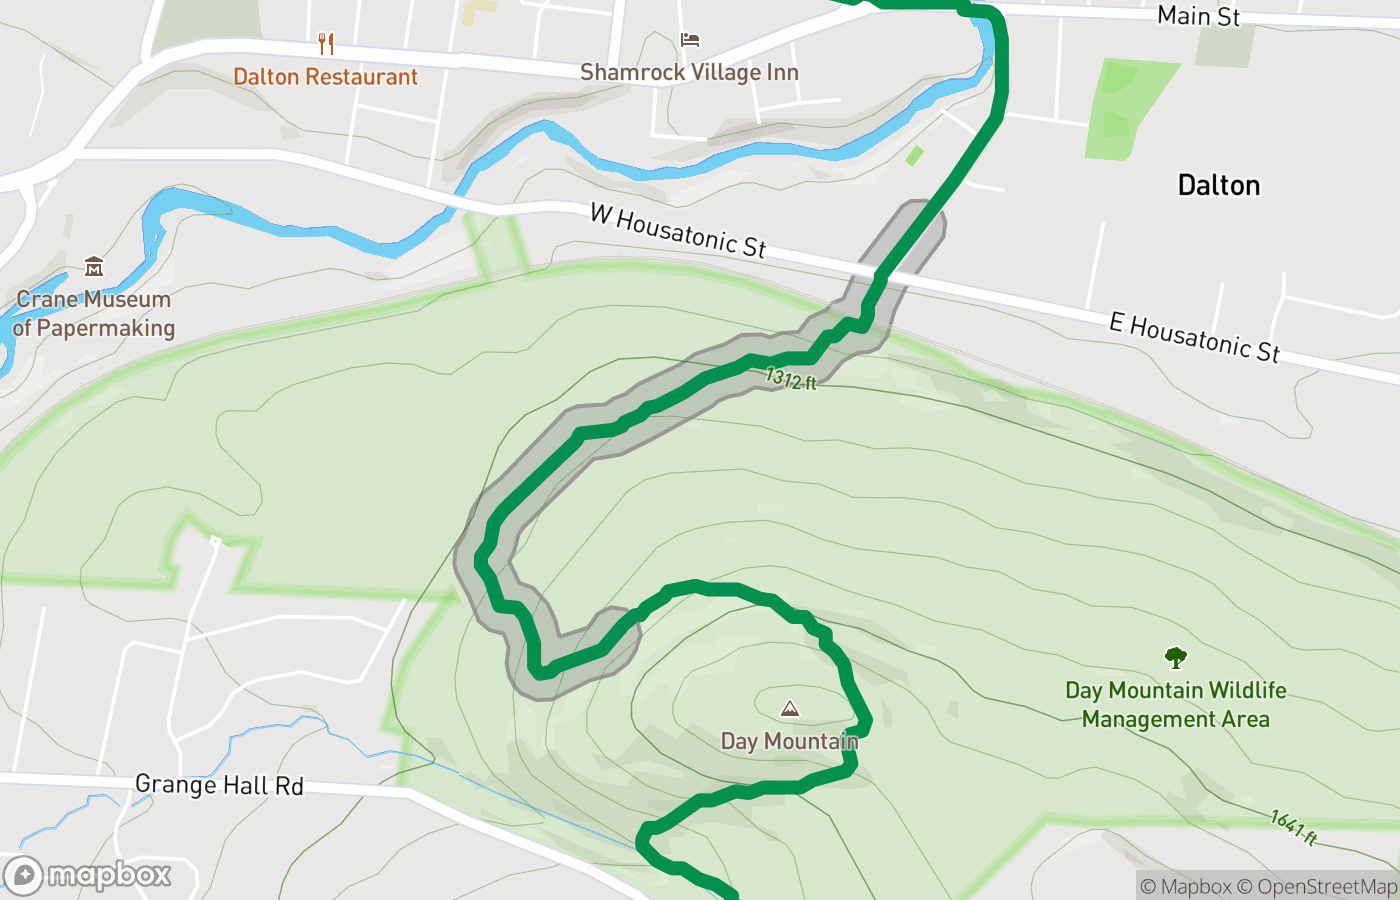 Main St
Dalton Restaurant
Shamrock Village Inn
Dalton
W Housatonic St
Crane Museum
of Papermaking
E Housatonic St
1312 ft
Day Mountain Wildlife
Management Area
Day Mountain
Grange Hall Rd
1641 ft
mapbox
© Mapbox © OpenStreetMap